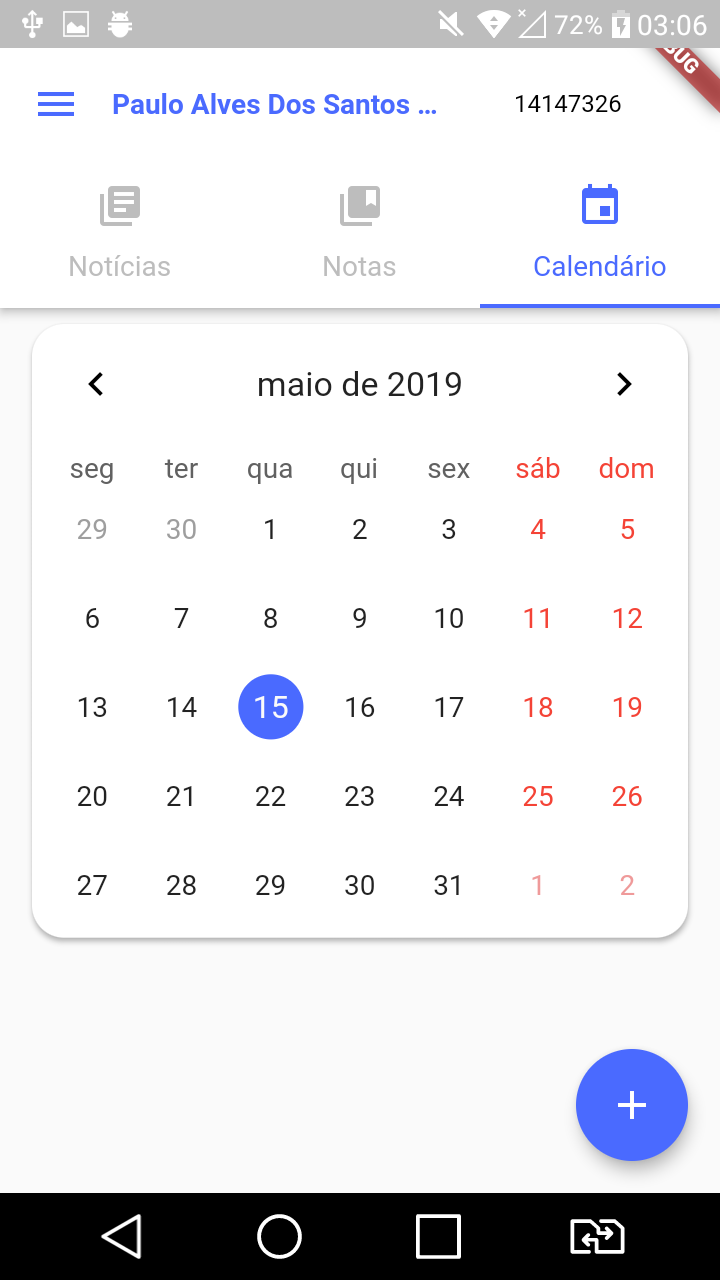 72% 03:06
Paulo Alves Dos Santos ... 14147326
Notícias Notas Calendário
maio de 2019
seg ter qua qui sex sáb dom
29 30 1 2 3 4 5
6 7 8 9 10 11 12
13 14 15 16 17 18 19
20 21 22 23 24 25 26
27 28 29 30 31 1 2